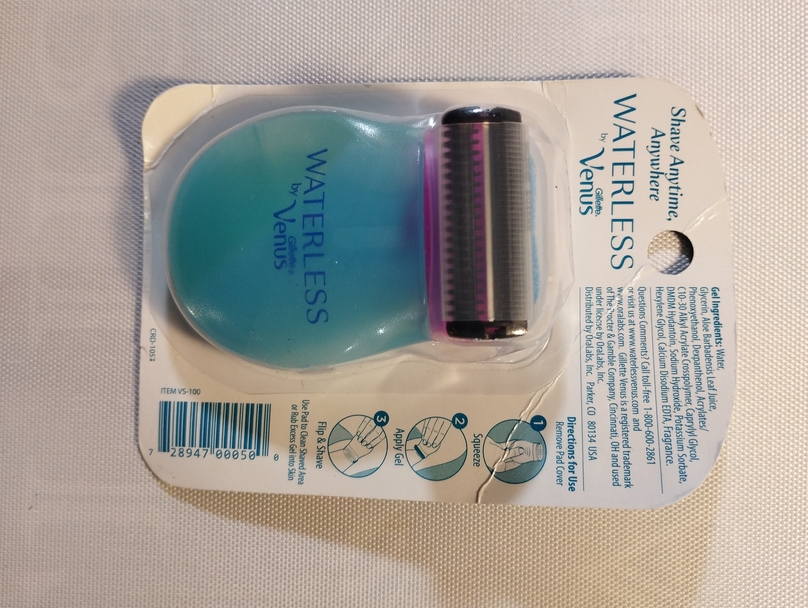 Shave Anytime,
Anywhere
WATERLESS
by Gillette
Venus
Gel Ingredients: Water,
Glycerin, Aloe Barbadensis Leaf Juice,
Phenoxyethanol, Dexpanthenol, Acrylates/
C10-30 Alkyl Acrylate Crosspolymer, Caprylyl Glycol,
DMDM Hydantoin, Sodium Hydroxide, Potassium Sorbate,
Hexylene Glycol, Calcium Disodium EDTA, Fragrance.
Questions Comments? Call toll-free 1-800-600-2861
or visit us at www.waterlessvenus.com and
www.oralabs.com. Gillette Venus is a registered trademark
of The Procter & Gamble Company, Cincinnati, OH and used
under license by OraLabs, Inc.
Distributed by OraLabs, Inc. Parker, CO 80134 USA
WATERLESS
by Gillette®
Venus
Directions for Use
Remove Pad Cover
1
Squeeze
2
Apply Gel
3
Flip & Shave
Use Pad to Clean Shaved Area
or Rub Excess Gel into Skin
ITEM VS-100
7 28947 00050 0
CRD-1053